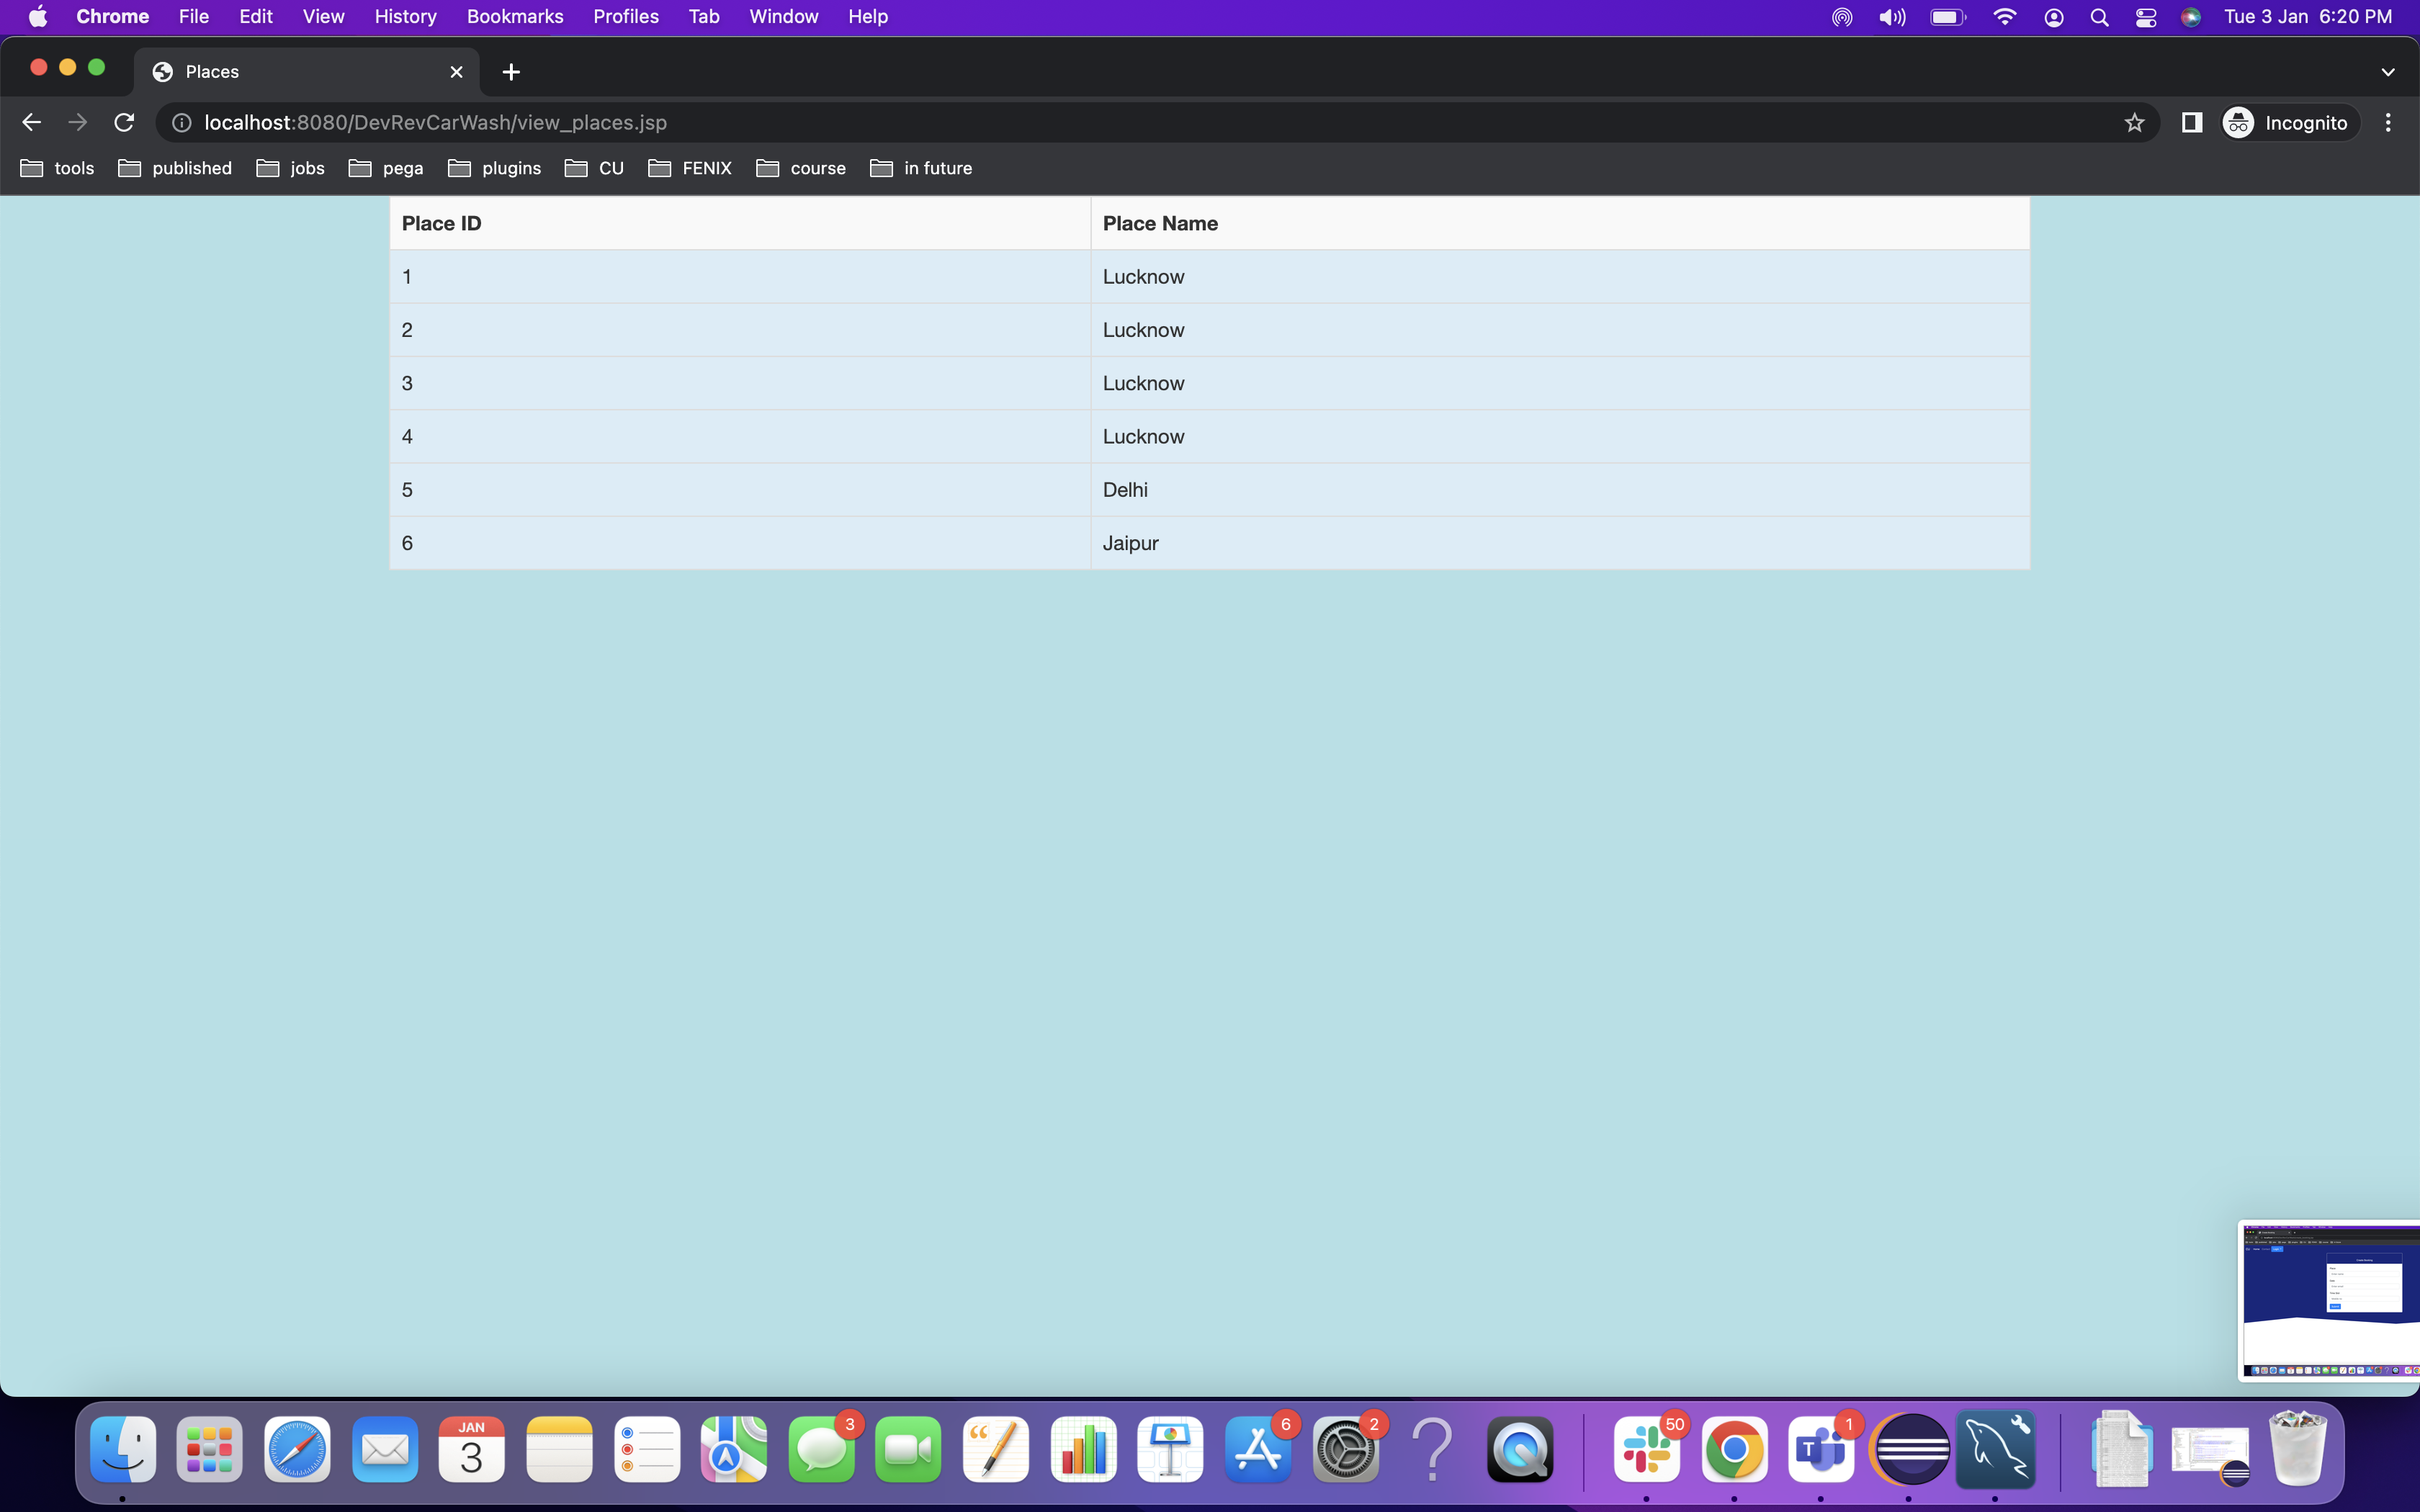 Chrome File Edit View History Bookmarks Profiles Tab Window Help Tue 3 Jan 6:20 PM
Places
localhost:8080/DevRevCarWash/view_places.jsp Incognito
tools published jobs pega plugins CU FENIX course in future
Place ID Place Name
1 Lucknow
2 Lucknow
3 Lucknow
4 Lucknow
5 Delhi
6 Jaipur
JAN 3 6 2 50 1
3